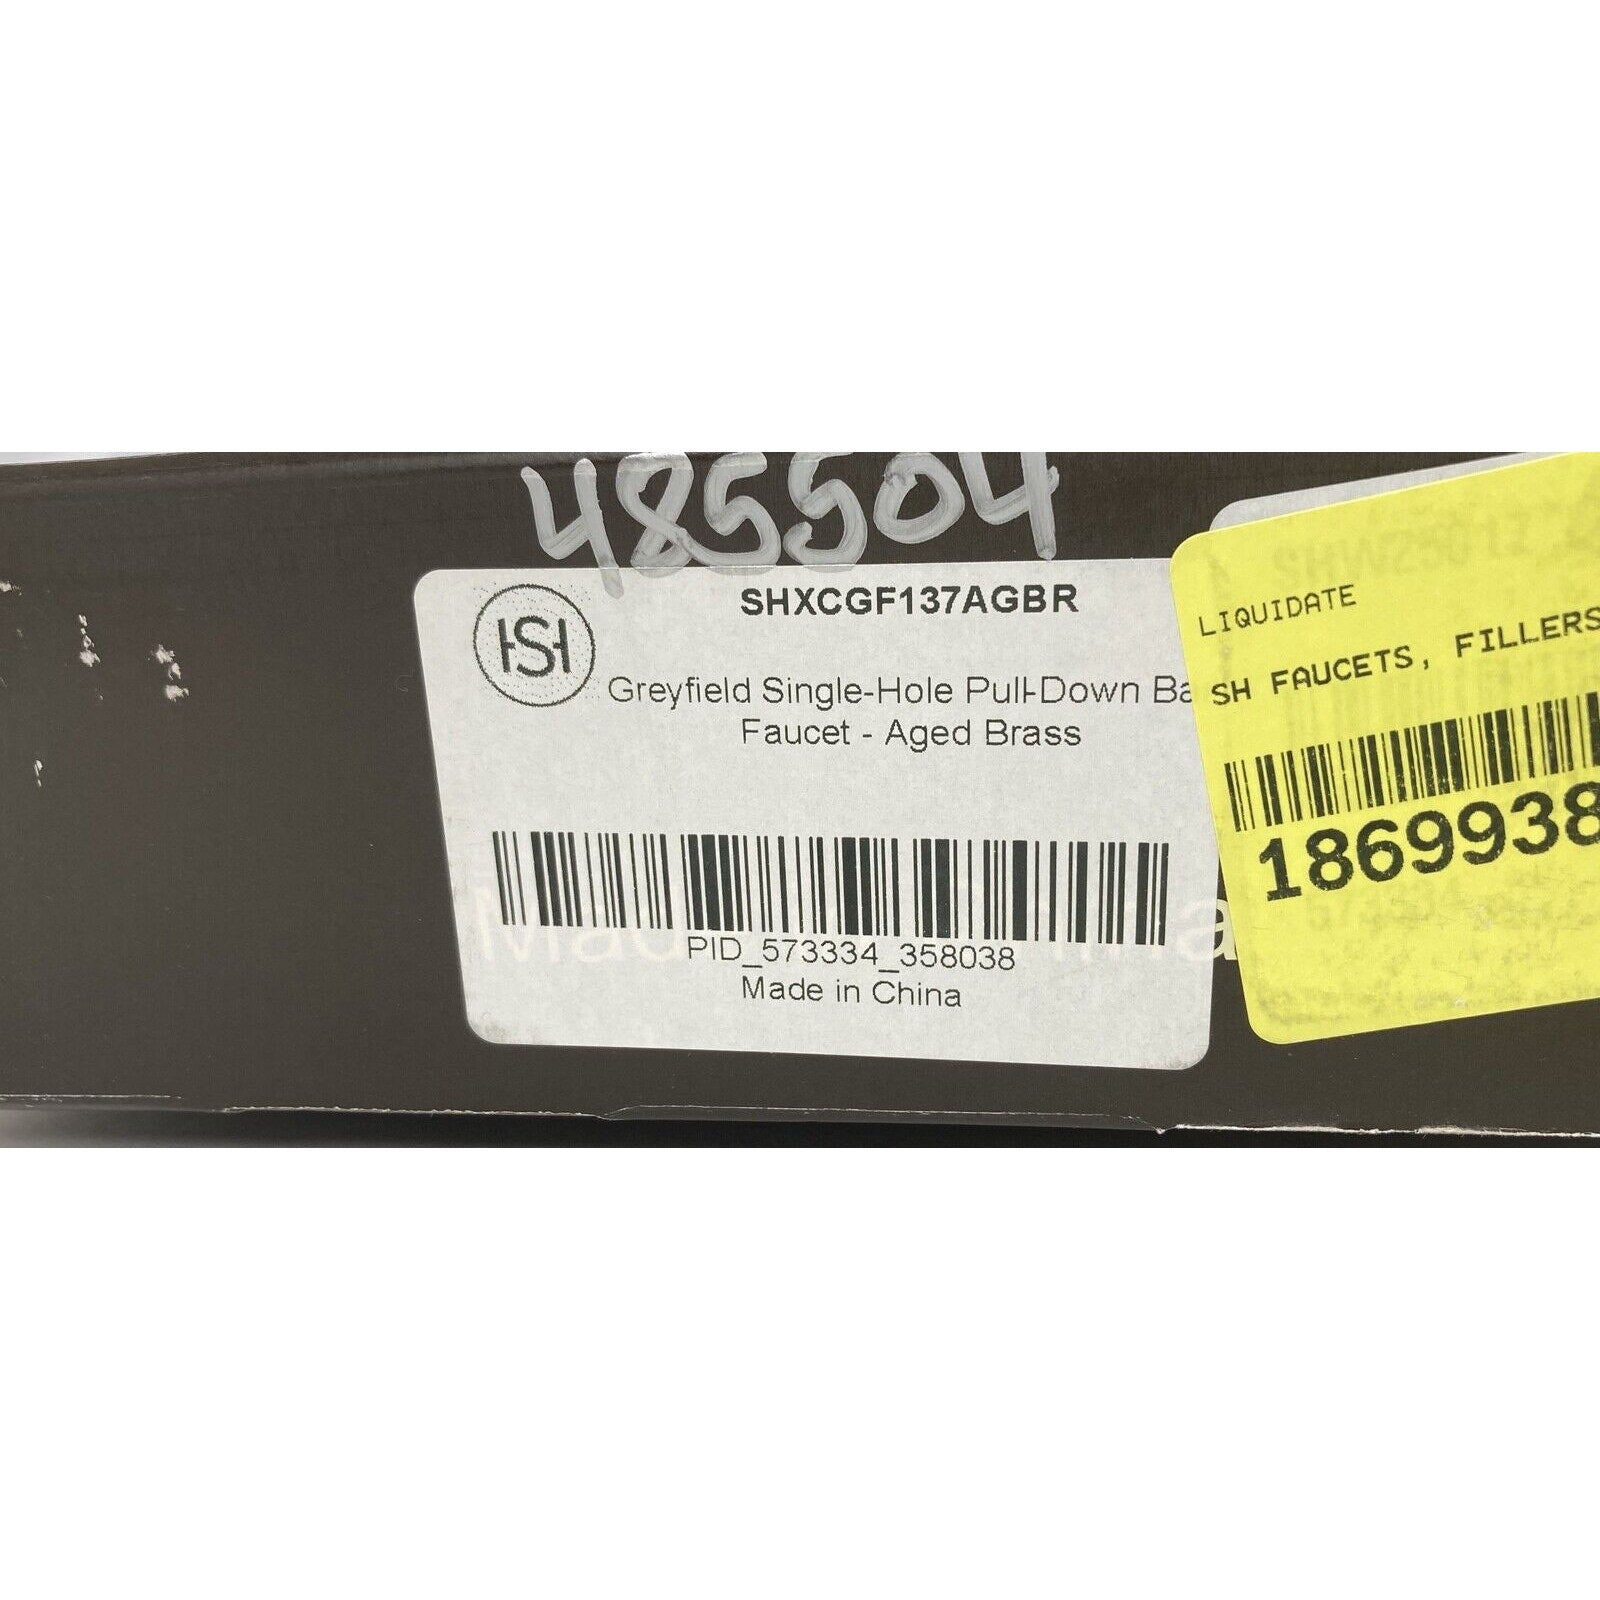 485504
SHXCGF137AGBR
HSH
Greyfield Single-Hole Pull-Down Ba
Faucet - Aged Brass
PID_573334_358038
Made in China
LIQUIDATE
SH FAUCETS, FILLERS
1869938